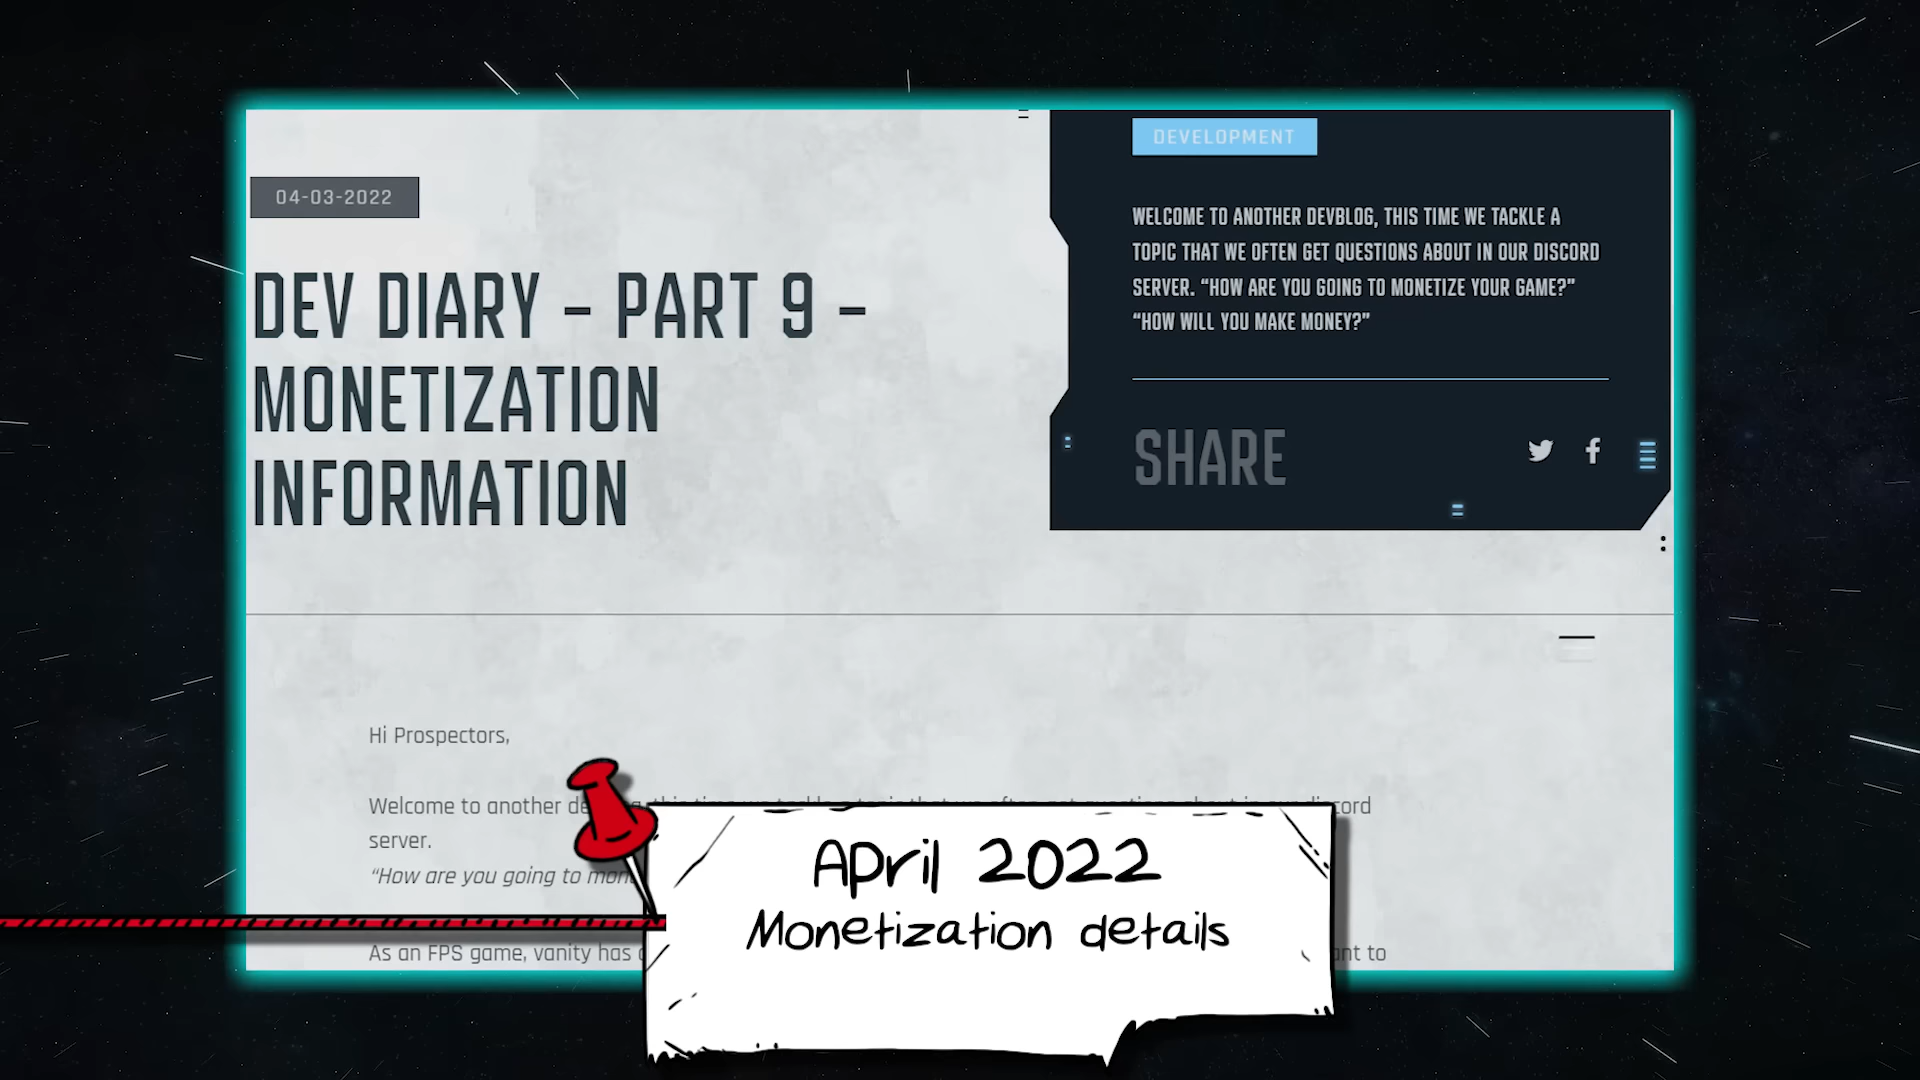 04-03-2022
DEV DIARY – PART 9 –
MONETIZATION
INFORMATION
DEVELOPMENT
WELCOME TO ANOTHER DEVBLOG, THIS TIME WE TACKLE A
TOPIC THAT WE OFTEN GET QUESTIONS ABOUT IN OUR DISCORD
SERVER. “HOW ARE YOU GOING TO MONETIZE YOUR GAME?”
“HOW WILL YOU MAKE MONEY?”
SHARE
Hi Prospectors,
Welcome to another
server.
“How are you going to
As an FPS game, vanity has
to
April 2022
Monetization details